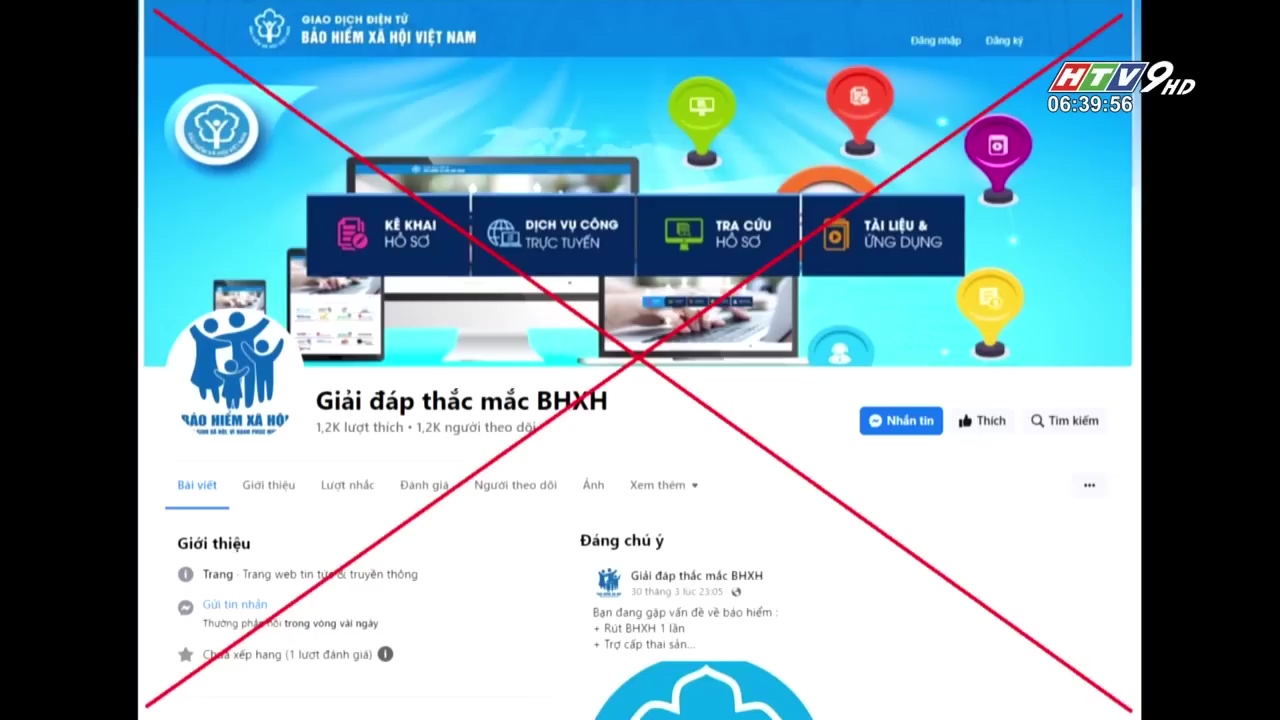 GIAO DỊCH ĐIỆN TỬ
BẢO HIỂM XÃ HỘI VIỆT NAM
Đăng nhập
Đăng ký
HTV9 HD
06:39:56
KÊ KHAI
HỒ SƠ
DỊCH VỤ CÔNG
TRỰC TUYẾN
TRA CỨU
HỒ SƠ
TÀI LIỆU &
ỨNG DỤNG
BẢO HIỂM XÃ HỘI
Giải đáp thắc mắc BHXH
1,2K lượt thích • 1,2K người theo dõi
Nhắn tin
Thích
Tìm kiếm
Bài viết
Giới thiệu
Lượt nhắc
Đánh giá
Người theo dõi
Ảnh
Xem thêm
Giới thiệu
Trang · Trang web tin tức & truyền thông
Gửi tin nhắn
Thường phản hồi trong vòng vài ngày
Chưa xếp hạng (1 lượt đánh giá)
Đáng chú ý
Giải đáp thắc mắc BHXH
30 tháng 3 lúc 23:05
Bạn đang gặp vấn đề về bảo hiểm :
+ Rút BHXH 1 lần
+ Trợ cấp thai sản...